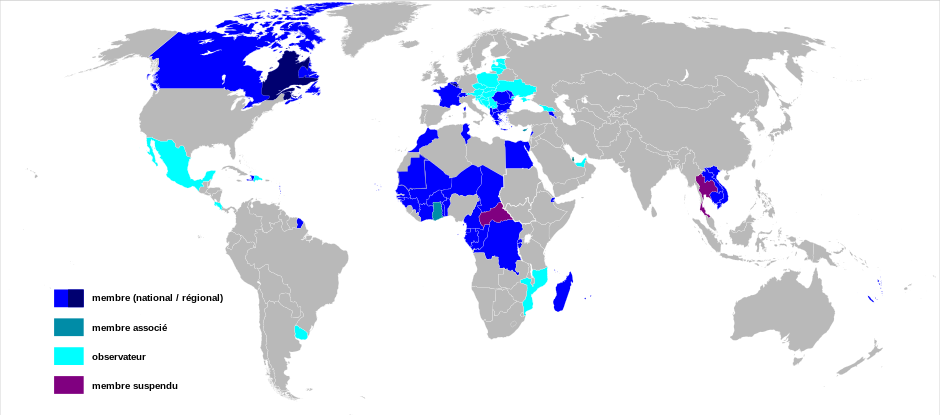 membre (national / régional)
membre associé
observateur
membre suspendu